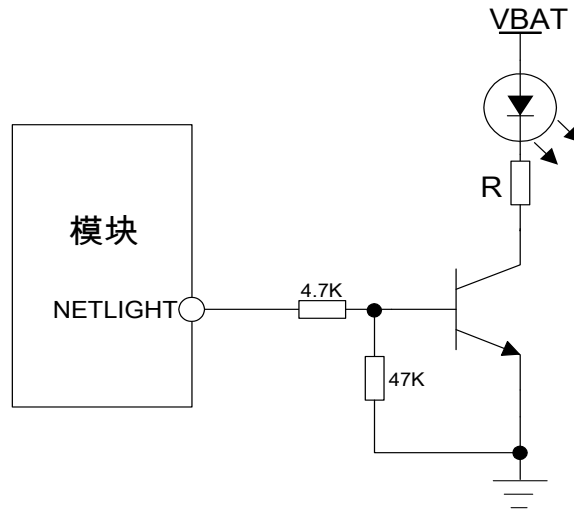 VBAT
R
模块
4.7K
NETLIGHT
47K